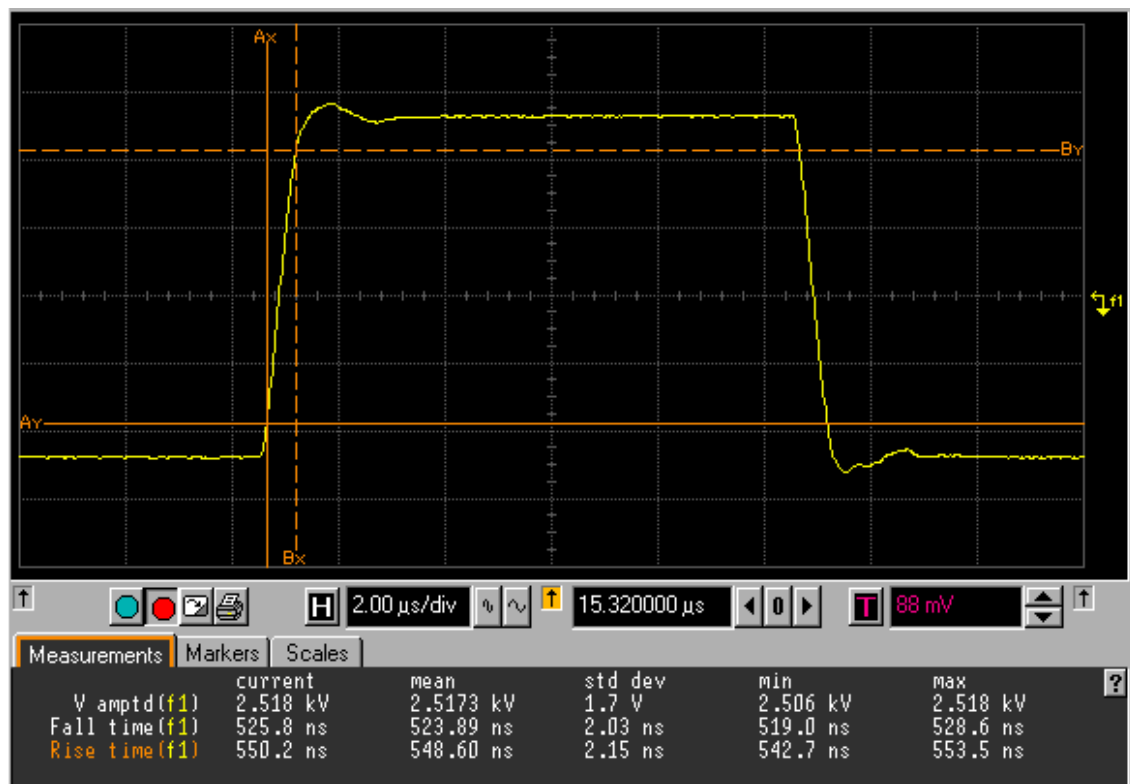 Ax
By
f1
Ay
Bx
H 2.00 µs/div 15.320000 µs 0 T 88 mV
Measurements Markers Scales
current mean std dev min max ?
V amptd(f1) 2.518 kV 2.5173 kV 1.7 V 2.506 kV 2.518 kV
Fall time(f1) 525.8 ns 523.89 ns 2.03 ns 519.0 ns 528.6 ns
Rise time(f1) 550.2 ns 548.60 ns 2.15 ns 542.7 ns 553.5 ns